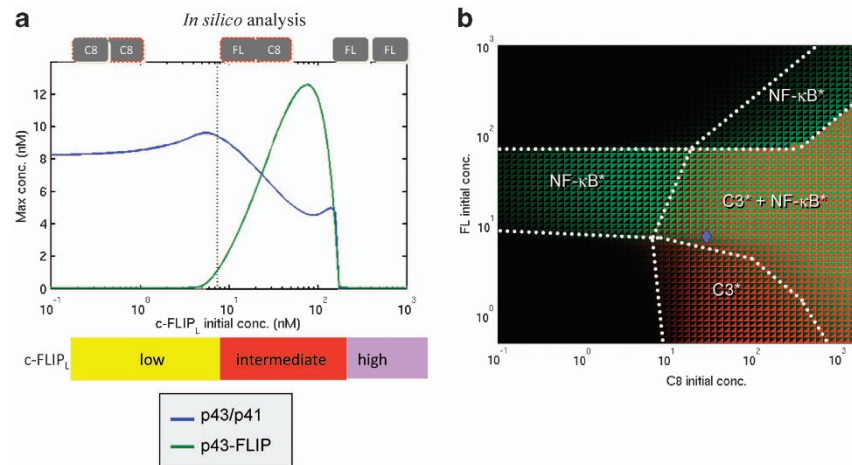 In silico analysis
a
C8 C8 FL C8 FL FL
Max conc. (nM)
12
10
8
6
4
2
0
10^-1 10^0 10^1 10^2 10^3
c-FLIP_L initial conc. (nM)
c-FLIP_L low intermediate high
p43/p41
p43-FLIP
b
FL initial conc.
10^3
10^2
10^1
10^0
NF-κB*
NF-κB*
C3* + NF-κB*
C3*
10^-1 10^0 10^1 10^2 10^3
C8 initial conc.